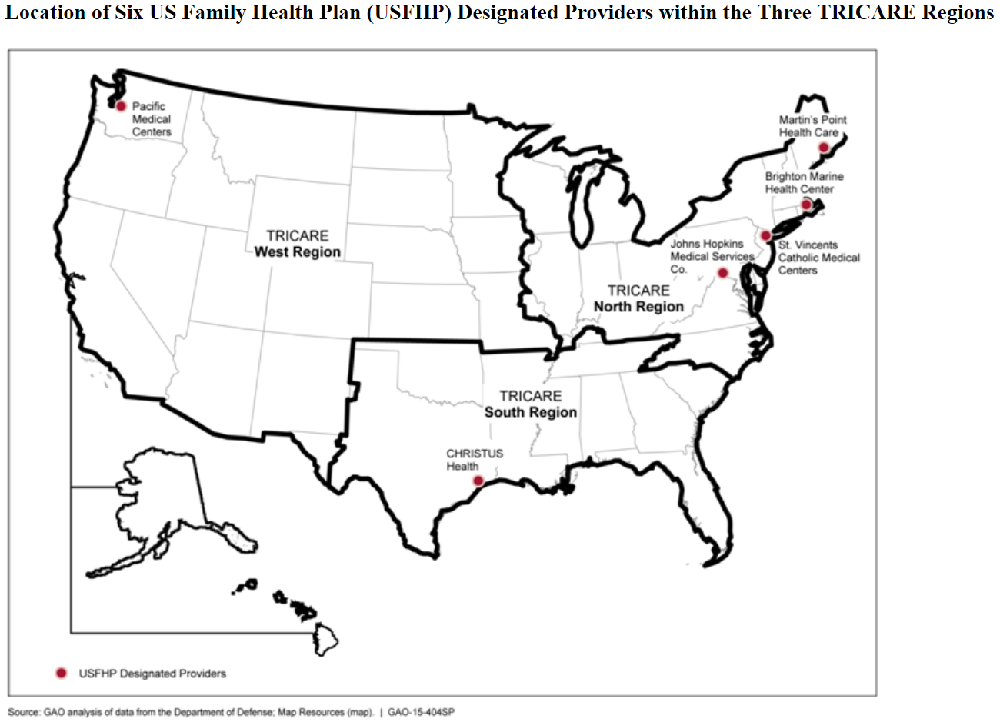 Location of Six US Family Health Plan (USFHP) Designated Providers within the Three TRICARE Regions
Pacific
Medical
Centers
Martin's Point
Health Care
Brighton Marine
Health Center
TRICARE
West Region
Johns Hopkins
Medical Services
Co.
St. Vincents
Catholic Medical
Centers
TRICARE
North Region
TRICARE
South Region
CHRISTUS
Health
USFHP Designated Providers
Source: GAO analysis of data from the Department of Defense; Map Resources (map). | GAO-15-404SP